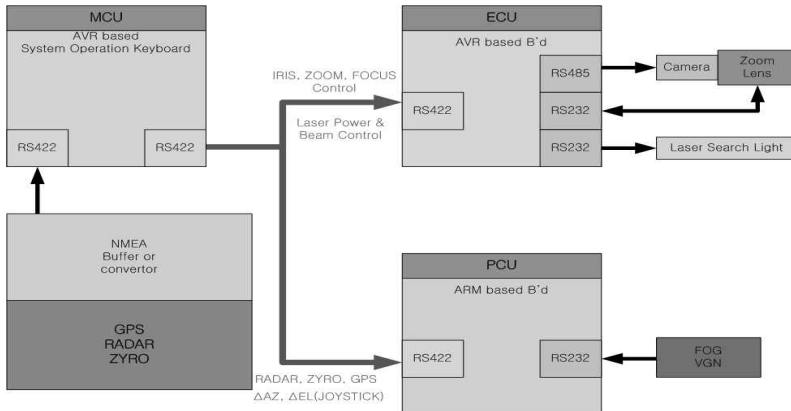 MCU
AVR based
System Operation Keyboard
RS422
RS422
NMEA
Buffer or
convertor
GPS
RADAR
ZYRO
IRIS, ZOOM, FOCUS
Control
Laser Power &
Beam Control
RADAR, ZYRO, GPS
ΔAZ, ΔEL(JOYSTICK)
ECU
AVR based B'd
RS422
RS485
RS232
RS232
Camera
Zoom
Lens
Laser Search Light
PCU
ARM based B'd
RS422
RS232
FOG
VGN